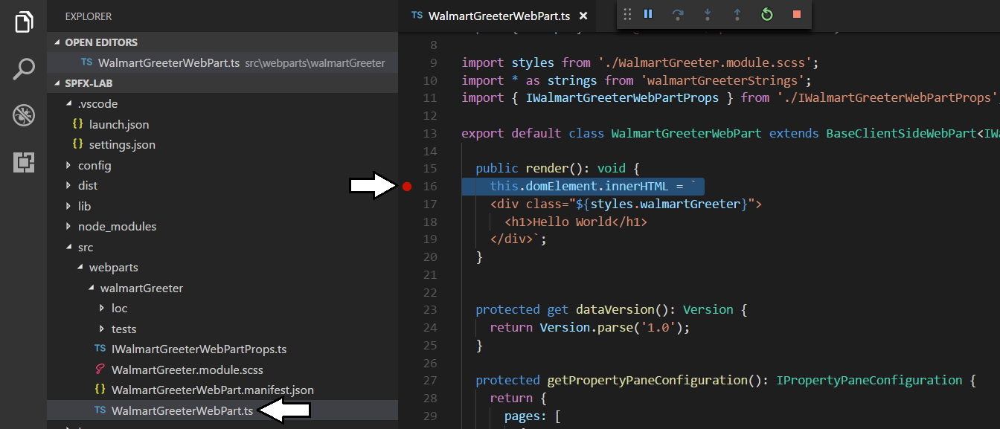 EXPLORER
OPEN EDITORS
TS WalmartGreeterWebPart.ts src\webparts\walmartGreeter
SPFX-LAB
.vscode
{} launch.json
{} settings.json
config
dist
lib
node_modules
src
webparts
walmartGreeter
loc
tests
TS IWalmartGreeterWebPartProps.ts
WalmartGreeter.module.scss
{} WalmartGreeterWebPart.manifest.json
TS WalmartGreeterWebPart.ts
TS WalmartGreeterWebPart.ts
8
9 import styles from './WalmartGreeter.module.scss';
10 import * as strings from 'walmartGreeterStrings';
11 import { IWalmartGreeterWebPartProps } from './IWalmartGreeterWebPartProps'
12
13 export default class WalmartGreeterWebPart extends BaseClientSideWebPart<IWa
14
15 public render(): void {
16 this.domElement.innerHTML = `
17 <div class="${styles.walmartGreeter}">
18 <h1>Hello World</h1>
19 </div>`;
20 }
21
22
23 protected get dataVersion(): Version {
24 return Version.parse('1.0');
25 }
26
27 protected getPropertyPaneConfiguration(): IPropertyPaneConfiguration {
28 return {
29 pages: [